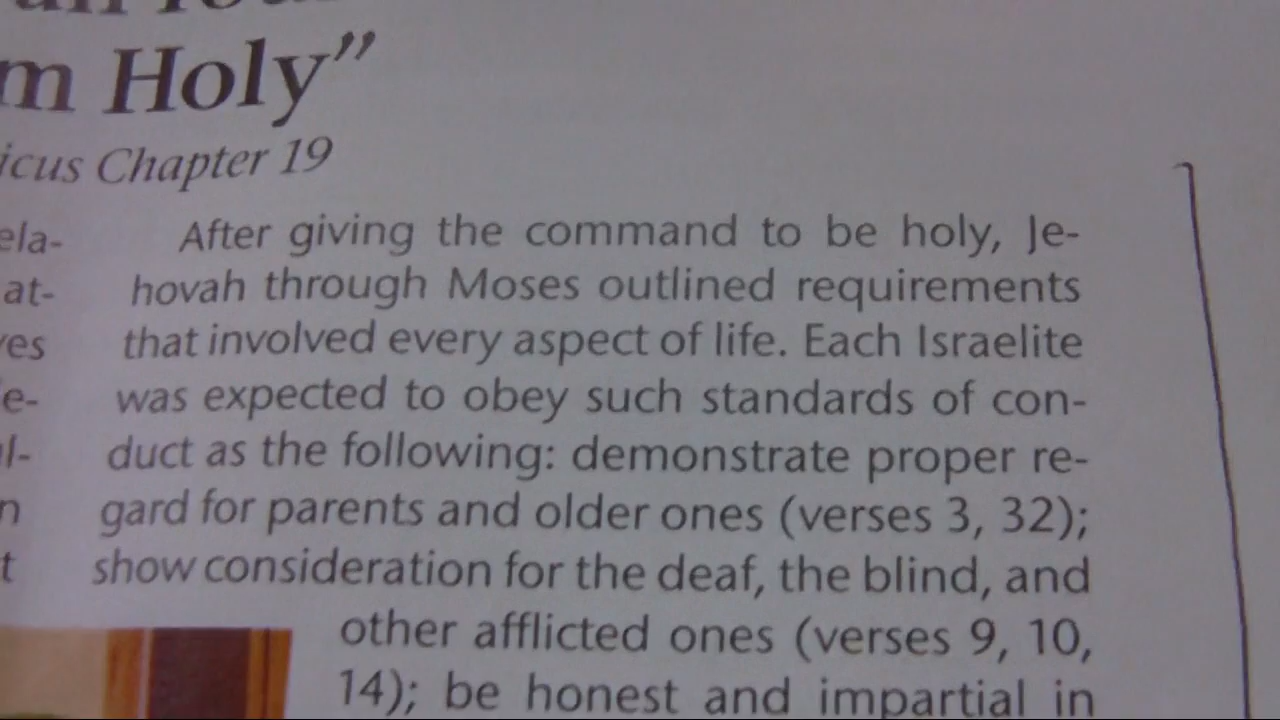 m Holy”
icus Chapter 19
ela-
at-
ves
e-
l-
n
t
After giving the command to be holy, Je-
hovah through Moses outlined requirements
that involved every aspect of life. Each Israelite
was expected to obey such standards of con-
duct as the following: demonstrate proper re-
gard for parents and older ones (verses 3, 32);
show consideration for the deaf, the blind, and
other afflicted ones (verses 9, 10,
14); be honest and impartial in